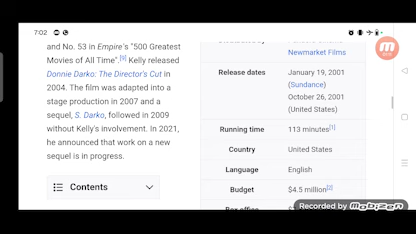 7:02
and No. 53 in Empire's "500 Greatest
Movies of All Time".[9] Kelly released
Donnie Darko: The Director's Cut in
2004. The film was adapted into a
stage production in 2007 and a
sequel, S. Darko, followed in 2009
without Kelly's involvement. In 2021,
he announced that work on a new
sequel is in progress.
Contents
Newmarket Films
Release dates
January 19, 2001
(Sundance)
October 26, 2001
(United States)
Running time
113 minutes[1]
Country
United States
Language
English
Budget
$4.5 million[2]
Recorded by
Mobizen